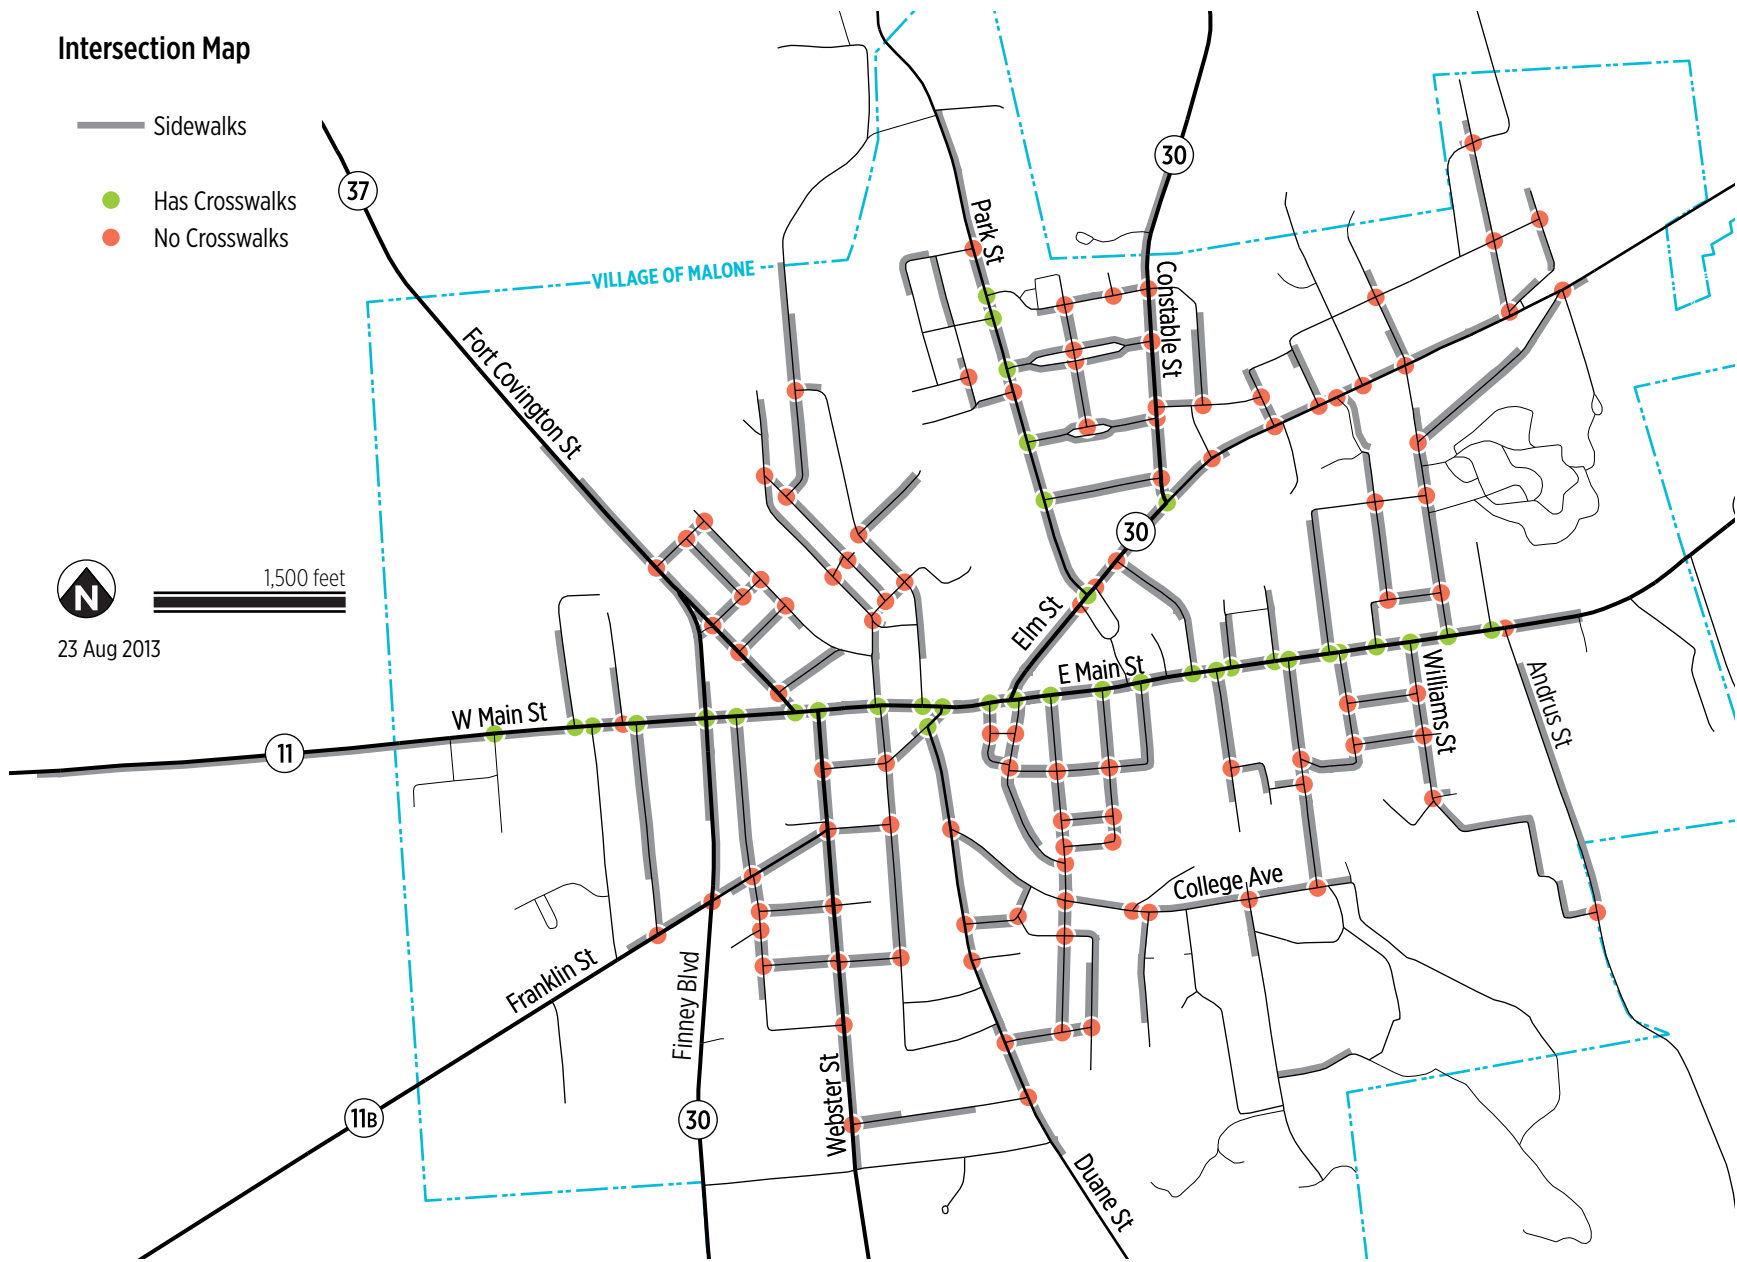 Intersection Map
Sidewalks
Has Crosswalks
No Crosswalks
37
30
Park St
VILLAGE OF MALONE
Constable St
Fort Covington St
30
1,500 feet
N
23 Aug 2013
Elm St
E Main St
Williams St
Andrus St
W Main St
11
College Ave
Franklin St
Finney Blvd
Webster St
11B
30
Duane St